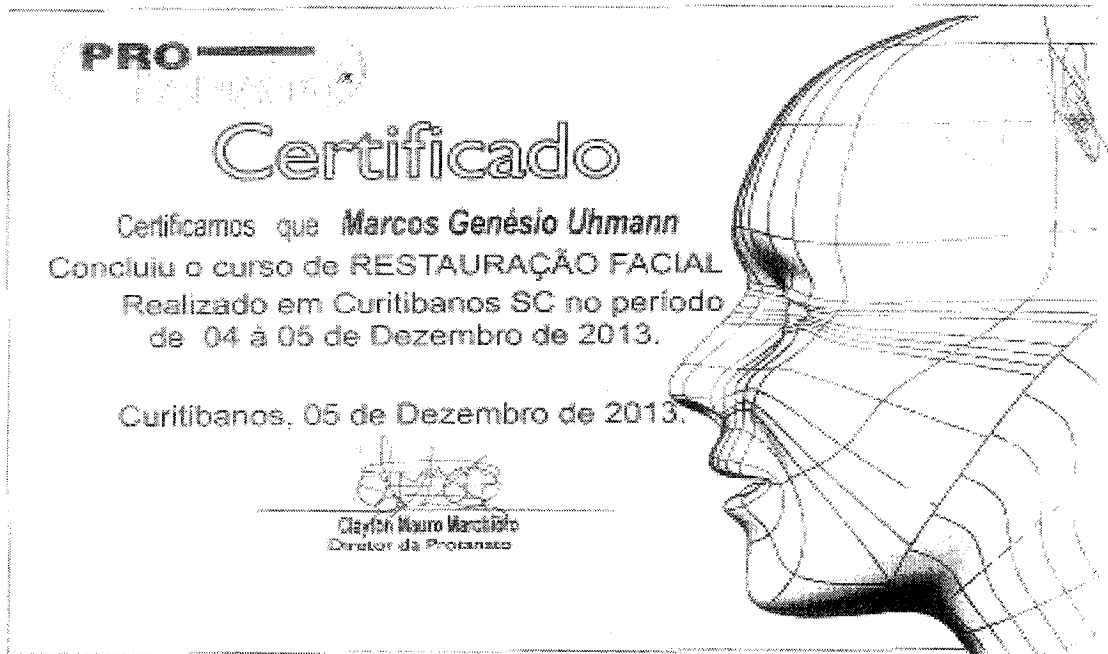 PRO
Certificado
Certificamos que Marcos Genésio Uhmann
Concluiu o curso de RESTAURAÇÃO FACIAL
Realizado em Curitibanos SC no período
de 04 à 05 de Dezembro de 2013.
Curitibanos, 05 de Dezembro de 2013.
Clayton Mauro
Diretor da